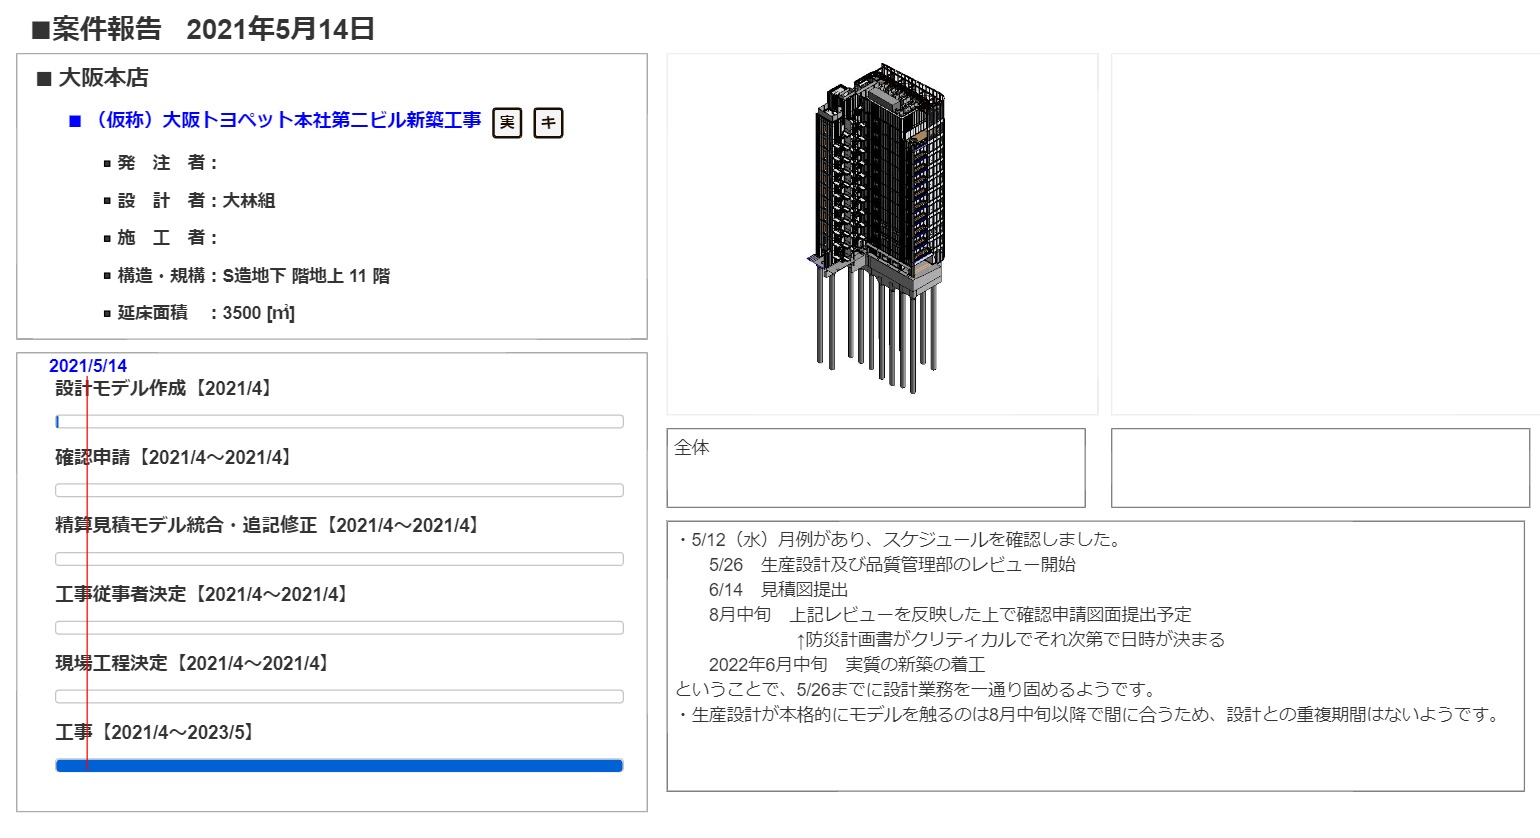 ■案件報告 2021年5月14日
■ 大阪本店
■ （仮称）大阪トヨペット本社第二ビル新築工事 実 キ
▪ 発　注　者：
▪ 設　計　者：大林組
▪ 施　工　者：
▪ 構造・規構：S造地下 階地上 11 階
▪ 延床面積　：3500 [㎡]
2021/5/14
設計モデル作成【2021/4】
確認申請【2021/4～2021/4】
精算見積モデル統合・追記修正【2021/4～2021/4】
工事従事者決定【2021/4～2021/4】
現場工程決定【2021/4～2021/4】
工事【2021/4～2023/5】
全体
・5/12（水）月例があり、スケジュールを確認しました。
5/26　生産設計及び品質管理部のレビュー開始
6/14　見積図提出
8月中旬　上記レビューを反映した上で確認申請図面提出予定
↑防災計画書がクリティカルでそれ次第で日時が決まる
2022年6月中旬　実質の新築の着工
ということで、5/26までに設計業務を一通り固めるようです。
・生産設計が本格的にモデルを触るのは8月中旬以降で間に合うため、設計との重複期間はないようです。